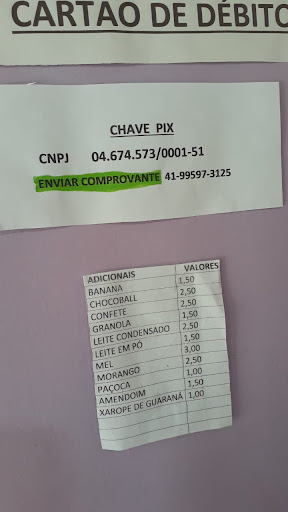 CARTAO DE DÉBITO
CHAVE PIX
CNPJ 04.674.573/0001-51
ENVIAR COMPROVANTE 41-99597-3125
ADICIONAIS VALORES
BANANA 1,50
CHOCOBALL 2,50
CONFETE 2,50
GRANOLA 1,50
LEITE CONDENSADO 2,50
LEITE EM PÓ 1,50
MEL 3,00
MORANGO 2,50
PAÇOCA 1,00
AMENDOIM 1,50
XAROPE DE GUARANÁ 1,00